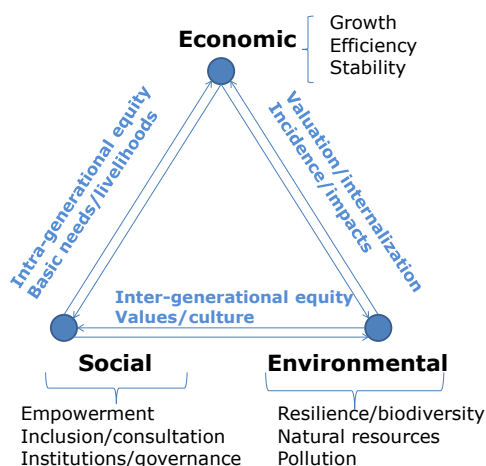 Economic
Growth
Efficiency
Stability
Intra-generational equity
Basic needs/livelihoods
Valuation/internalization
Incidence/impacts
Inter-generational equity
Values/culture
Social
Empowerment
Inclusion/consultation
Institutions/governance
Environmental
Resilience/biodiversity
Natural resources
Pollution